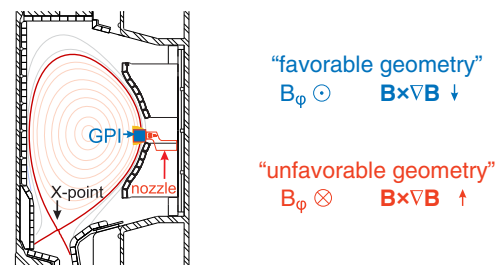 "favorable geometry"
Bφ ⊙ B×∇B ↓
GPI
X-point
nozzle
"unfavorable geometry"
Bφ ⊗ B×∇B ↑